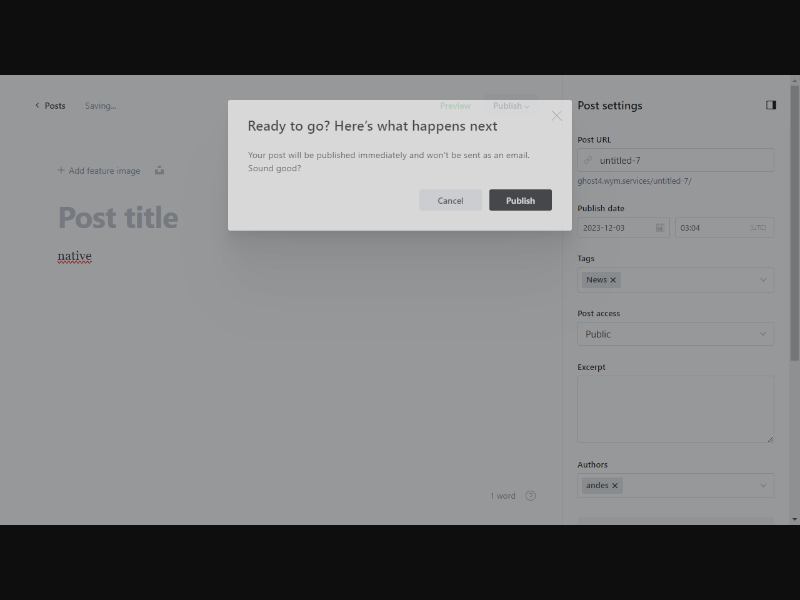 Posts
Saving...
Preview
Publish
Post settings
Ready to go? Here's what happens next
Your post will be published immediately and won't be sent as an email.
Sound good?
Cancel
Publish
Add feature image
Post title
native
1 word
Post URL
untitled-7
ghost4.wym.services/untitled-7/
Publish date
2023-12-03
03:04
(UTC)
Tags
News
Post access
Public
Excerpt
Authors
andes